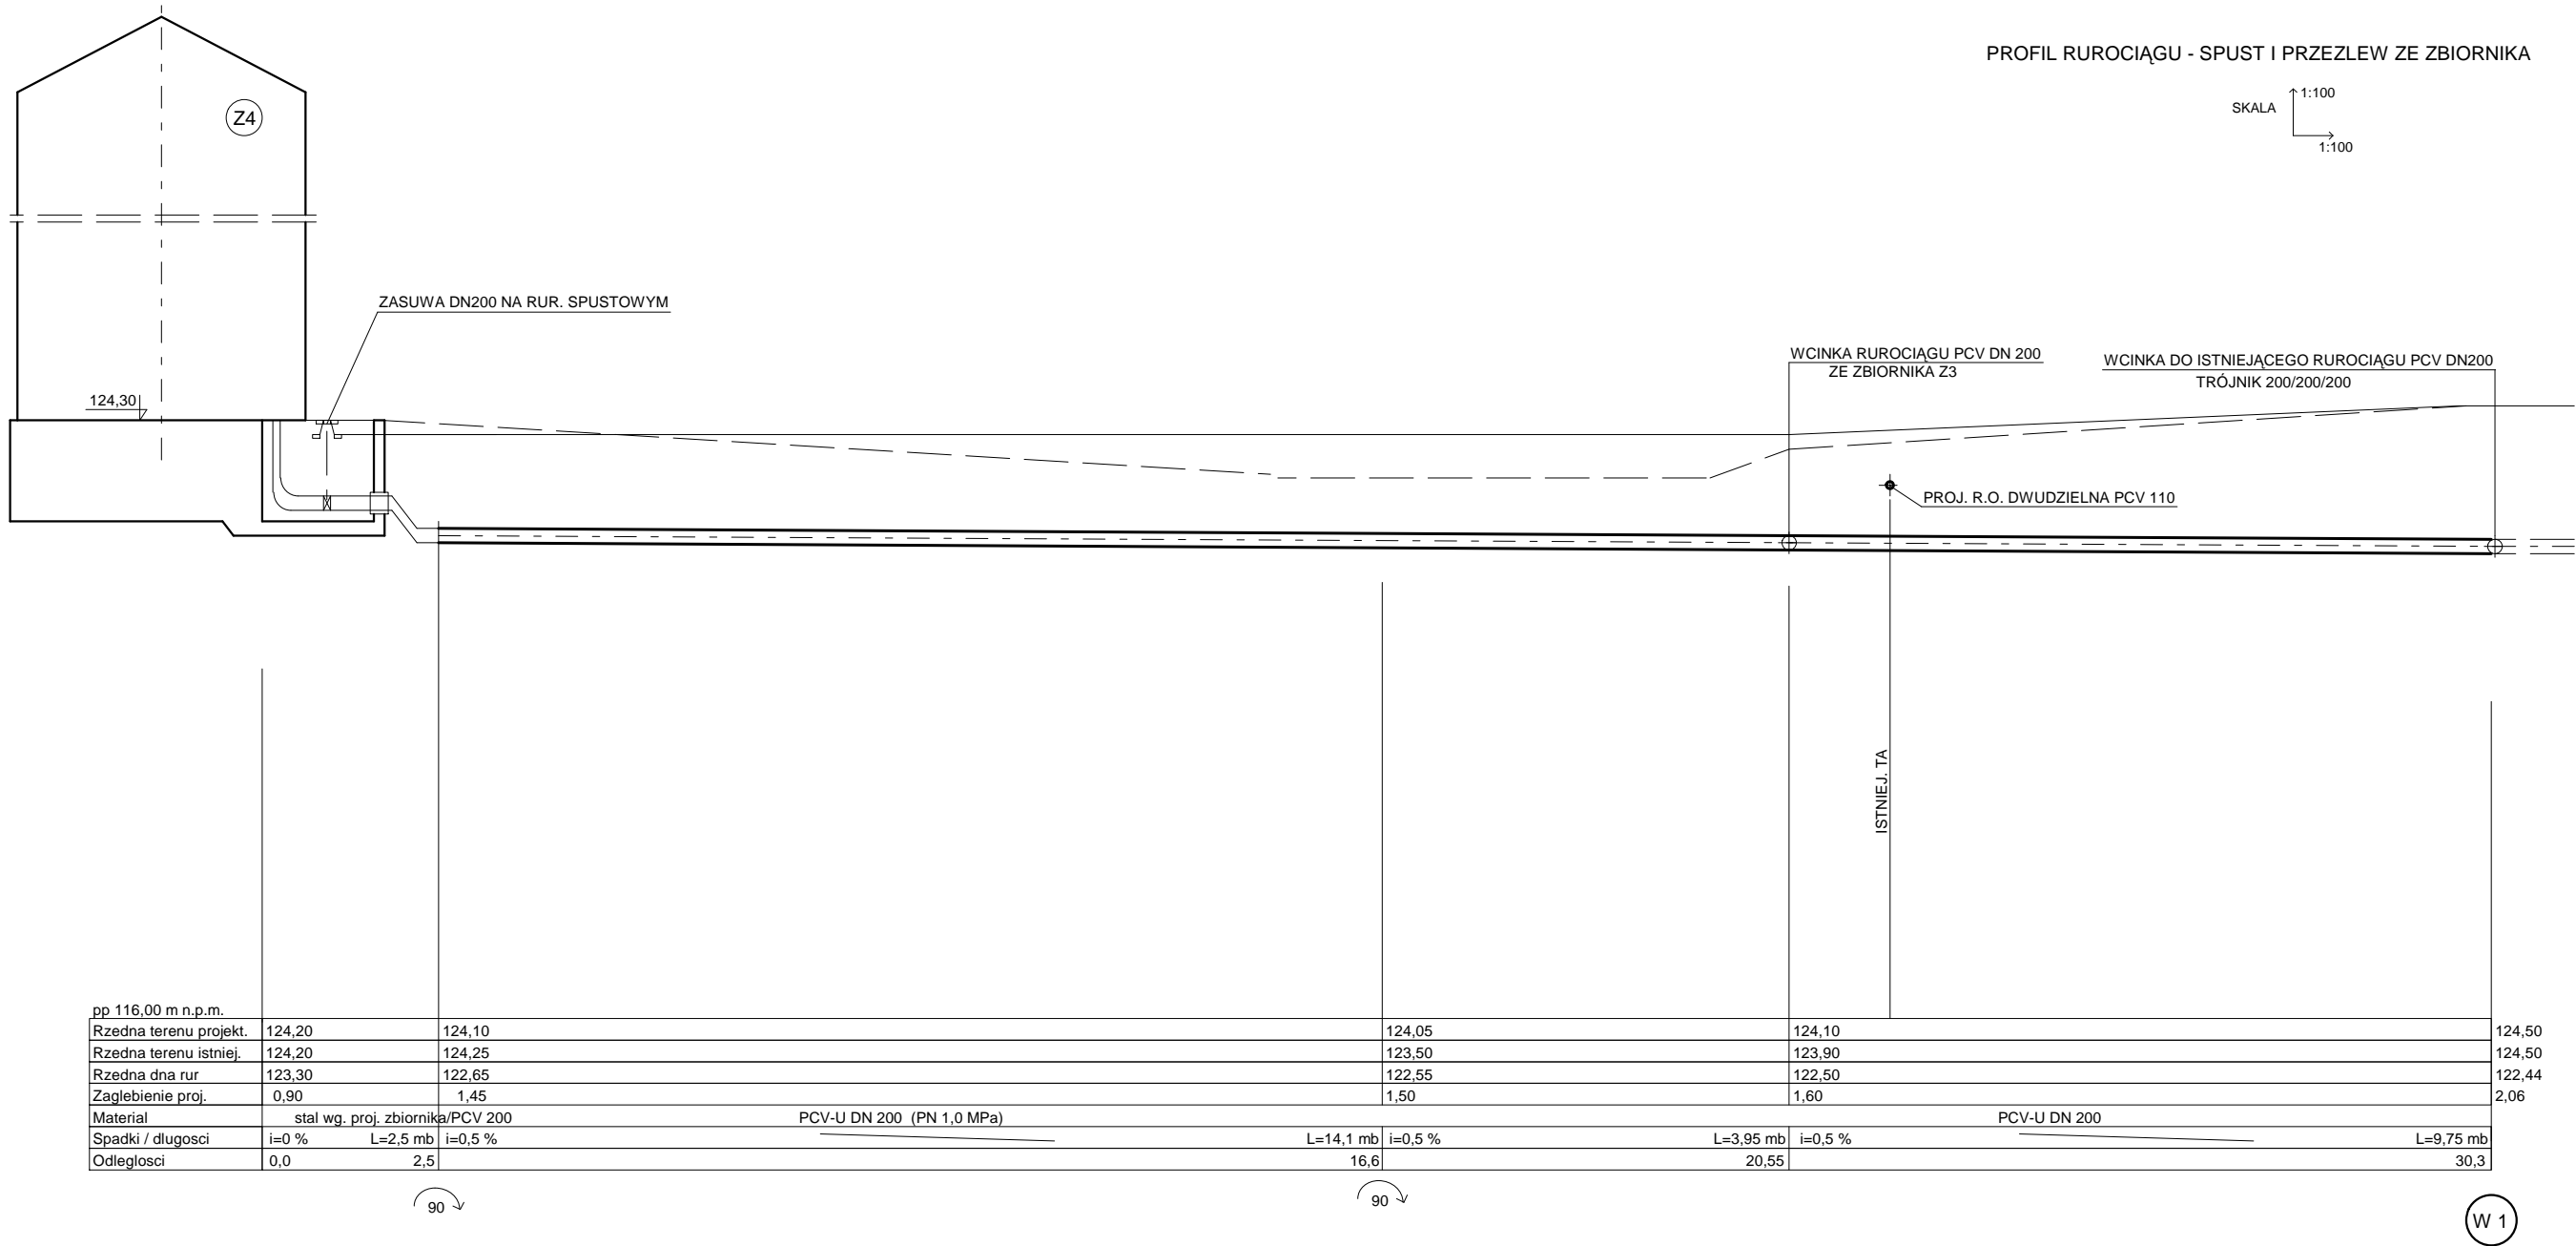 PROFIL RUROCIĄGU - SPUST I PRZEZLEW ZE ZBIORNIKA
SKALA
1:100
1:100
Z4
ZASUWA DN200 NA RUR. SPUSTOWYM
124,30
WCINKA RUROCIĄGU PCV DN 200
ZE ZBIORNIKA Z3
WCINKA DO ISTNIEJĄCEGO RUROCIĄGU PCV DN200
TRÓJNIK 200/200/200
PROJ. R.O. DWUDZIELNA PCV 110
ISTNIEJ. TA
pp 116,00 m n.p.m.
Rzedna terenu projekt. 124,20 124,10 124,05 124,10 124,50
Rzedna terenu istniej. 124,20 124,25 123,50 123,90 124,50
Rzedna dna rur 123,30 122,65 122,55 122,50 122,44
Zaglebienie proj. 0,90 1,45 1,50 1,60 2,06
Material stal wg. proj. zbiornika/PCV 200 PCV-U DN 200 (PN 1,0 MPa) PCV-U DN 200
Spadki / dlugosci i=0 % L=2,5 mb i=0,5 % L=14,1 mb i=0,5 % L=3,95 mb i=0,5 % L=9,75 mb
Odleglosci 0,0 2,5 16,6 20,55 30,3
90
90
W 1